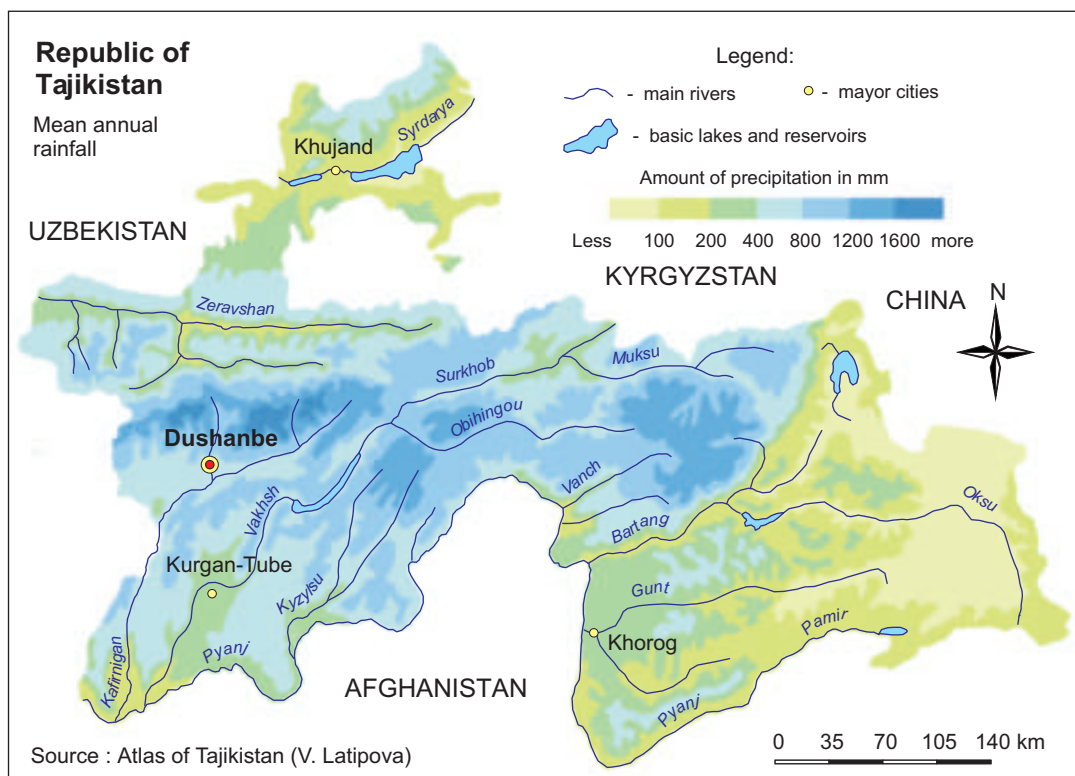 Republic of
Tajikistan
Mean annual
rainfall
Legend:
- main rivers
- mayor cities
- basic lakes and reservoirs
Amount of precipitation in mm
Less 100 200 400 800 1200 1600 more
Syrdarya
Khujand
UZBEKISTAN
KYRGYZSTAN
CHINA
N
Zeravshan
Surkhob
Muksu
Obihingou
Dushanbe
Vakhsh
Vanch
Bartang
Oksu
Kurgan-Tube
Kyzylsu
Gunt
Pamir
Khorog
Kafirnigan
Pyanj
AFGHANISTAN
Pyanj
Source : Atlas of Tajikistan (V. Latipova)
0 35 70 105 140 km